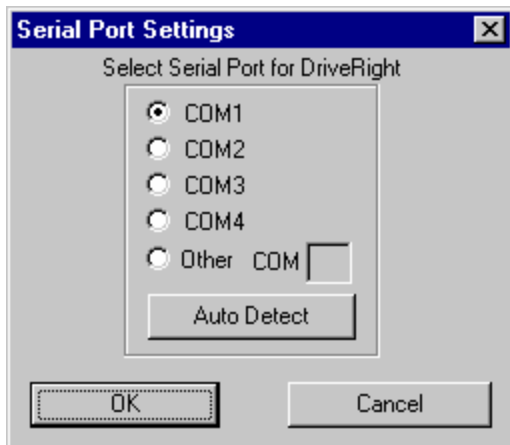 Serial Port Settings
Select Serial Port for DriveRight
COM1
COM2
COM3
COM4
Other COM
Auto Detect
OK Cancel